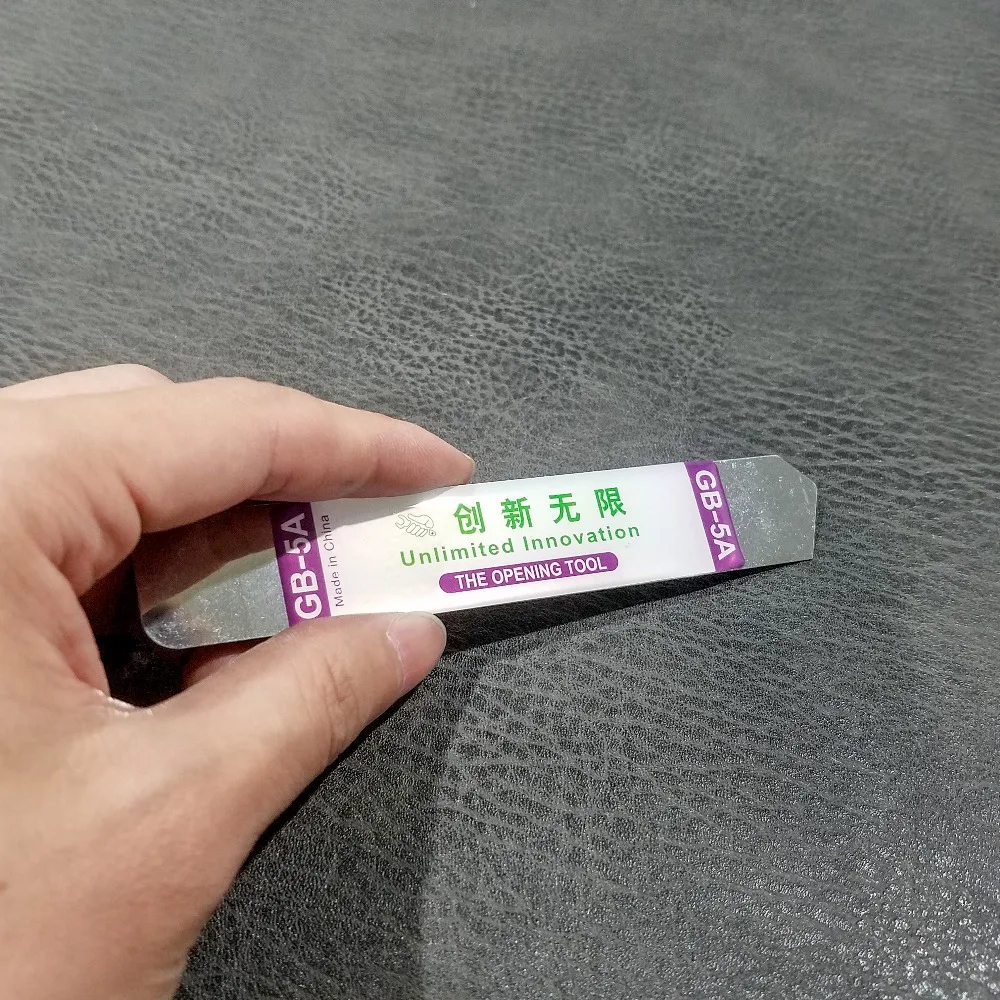 GB-5A
Made in China
创新无限
Unlimited Innovation
THE OPENING TOOL
GB-5A